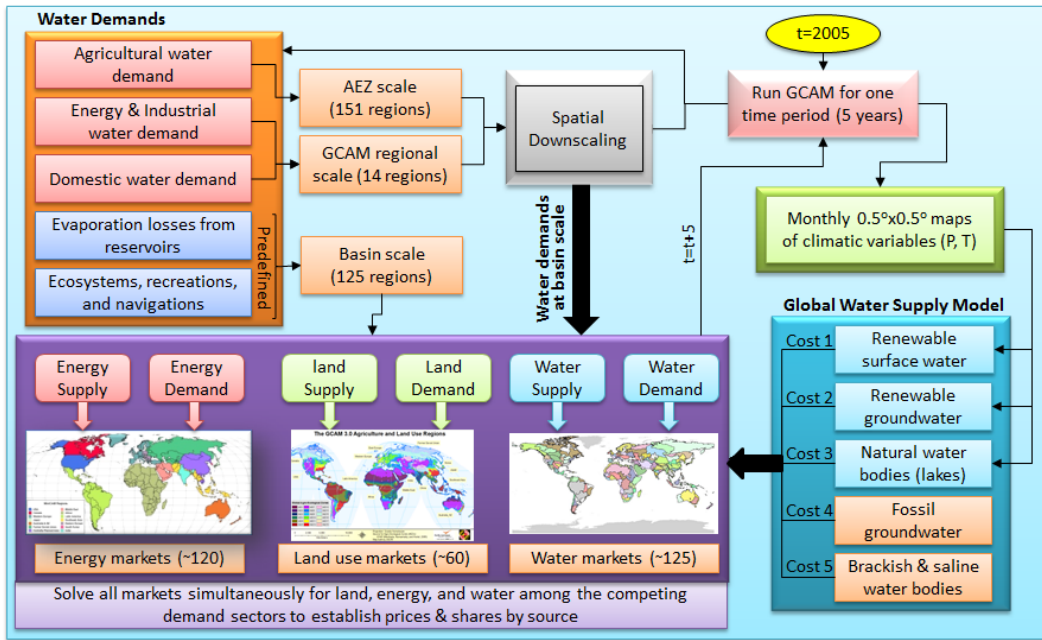 Water Demands
Agricultural water
demand
Energy & Industrial
water demand
Domestic water demand
Evaporation losses from
reservoirs
Ecosystems, recreations,
and navigations
Predefined
AEZ scale
(151 regions)
GCAM regional
scale (14 regions)
Basin scale
(125 regions)
Spatial
Downscaling
Water demands
at basin scale
t=2005
Run GCAM for one
time period (5 years)
t=t+5
Monthly 0.5°x0.5° maps
of climatic variables (P, T)
Global Water Supply Model
Cost 1
Renewable
surface water
Cost 2
Renewable
groundwater
Cost 3
Natural water
bodies (lakes)
Cost 4
Fossil
groundwater
Cost 5
Brackish & saline
water bodies
Energy
Supply
Energy
Demand
land
Supply
Land
Demand
Water
Supply
Water
Demand
The GCAM 3.0 Agriculture and Land Use Regions
Energy markets (~120)
Land use markets (~60)
Water markets (~125)
Solve all markets simultaneously for land, energy, and water among the competing
demand sectors to establish prices & shares by source